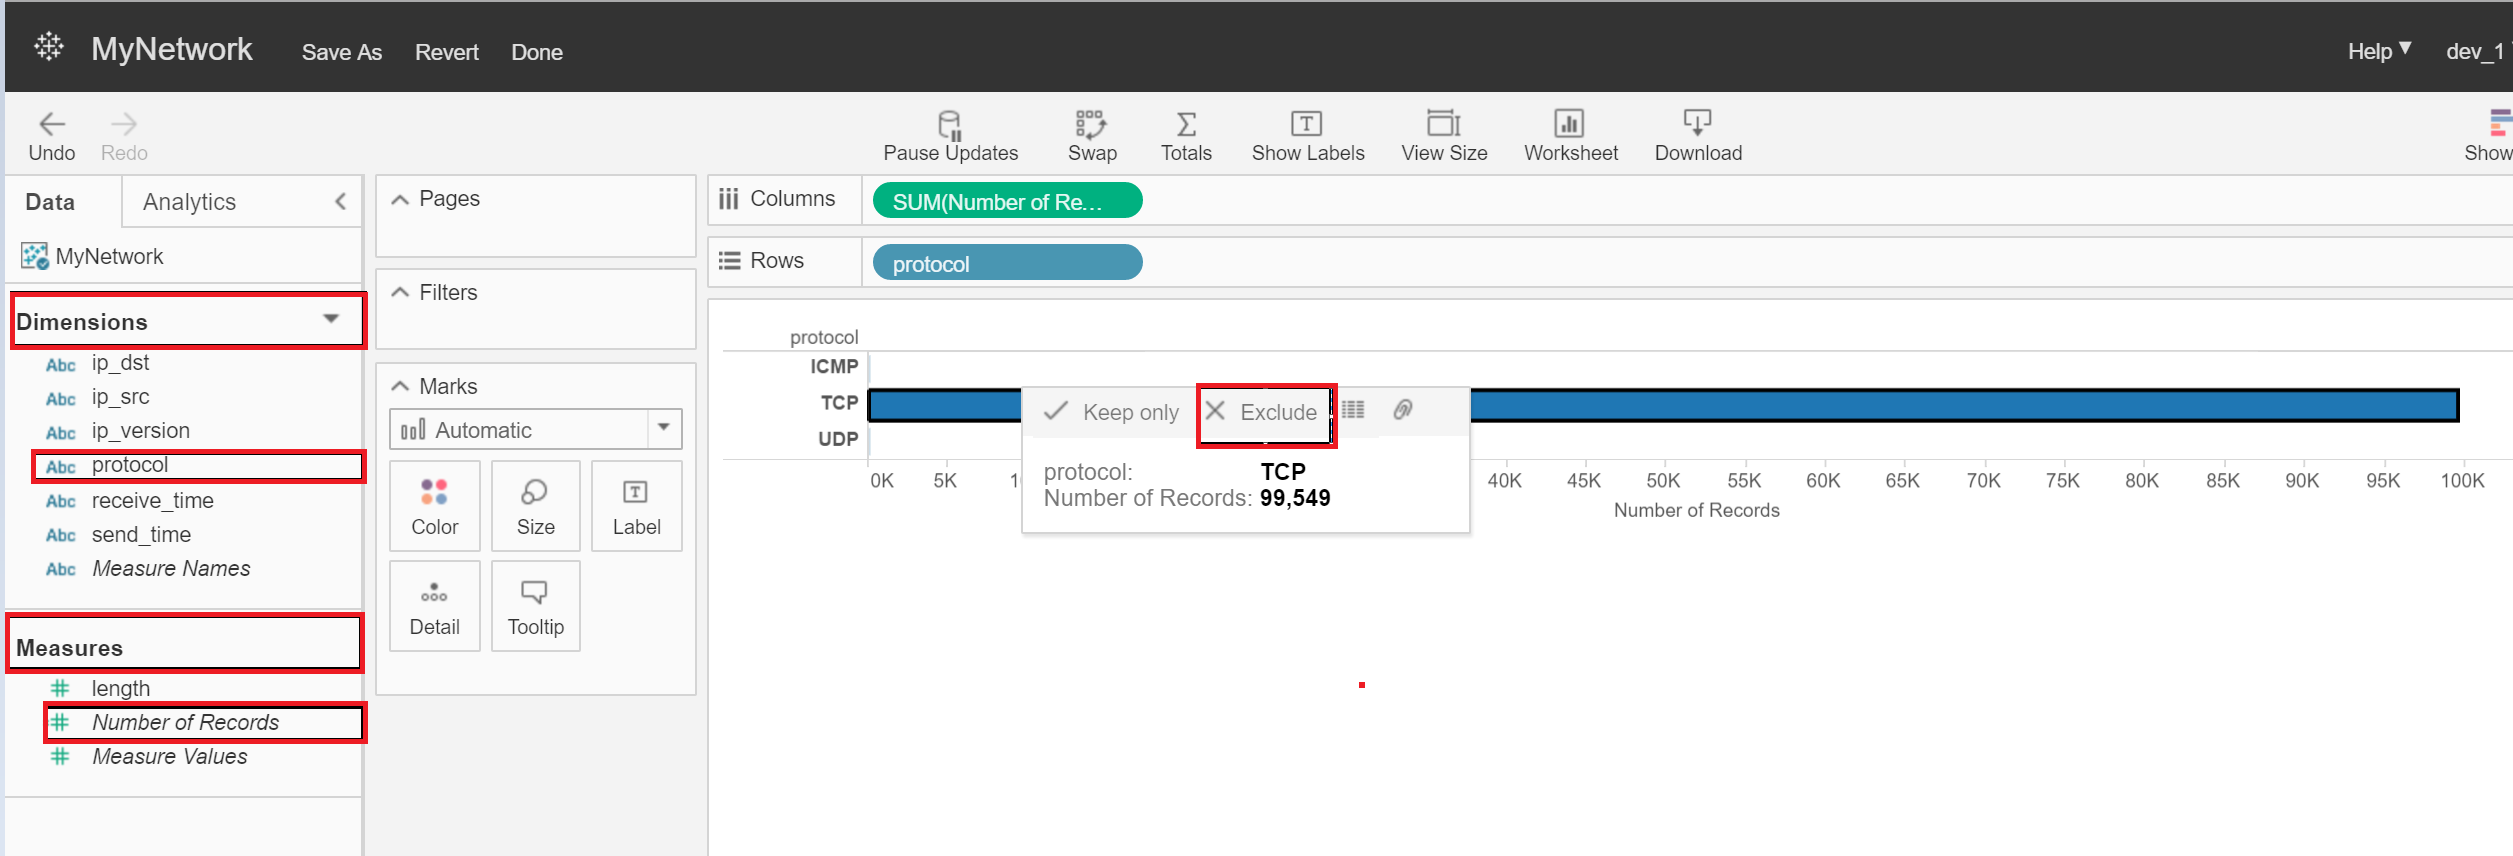 MyNetwork Save As Revert Done Help dev_1
Undo Redo Pause Updates Swap Totals Show Labels View Size Worksheet Download Show
Data Analytics
MyNetwork
Dimensions
Abc ip_dst
Abc ip_src
Abc ip_version
Abc protocol
Abc receive_time
Abc send_time
Abc Measure Names
Measures
length
Number of Records
Measure Values
Pages
Filters
Marks
Automatic
Color Size Label
Detail Tooltip
Columns SUM(Number of Re...
Rows protocol
protocol
ICMP
TCP
UDP
Keep only Exclude
protocol: TCP
Number of Records: 99,549
0K 5K 40K 45K 50K 55K 60K 65K 70K 75K 80K 85K 90K 95K 100K
Number of Records